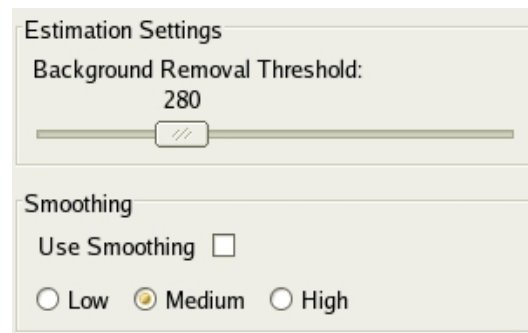 Estimation Settings
Background Removal Threshold:
280
Smoothing
Use Smoothing
Low Medium High